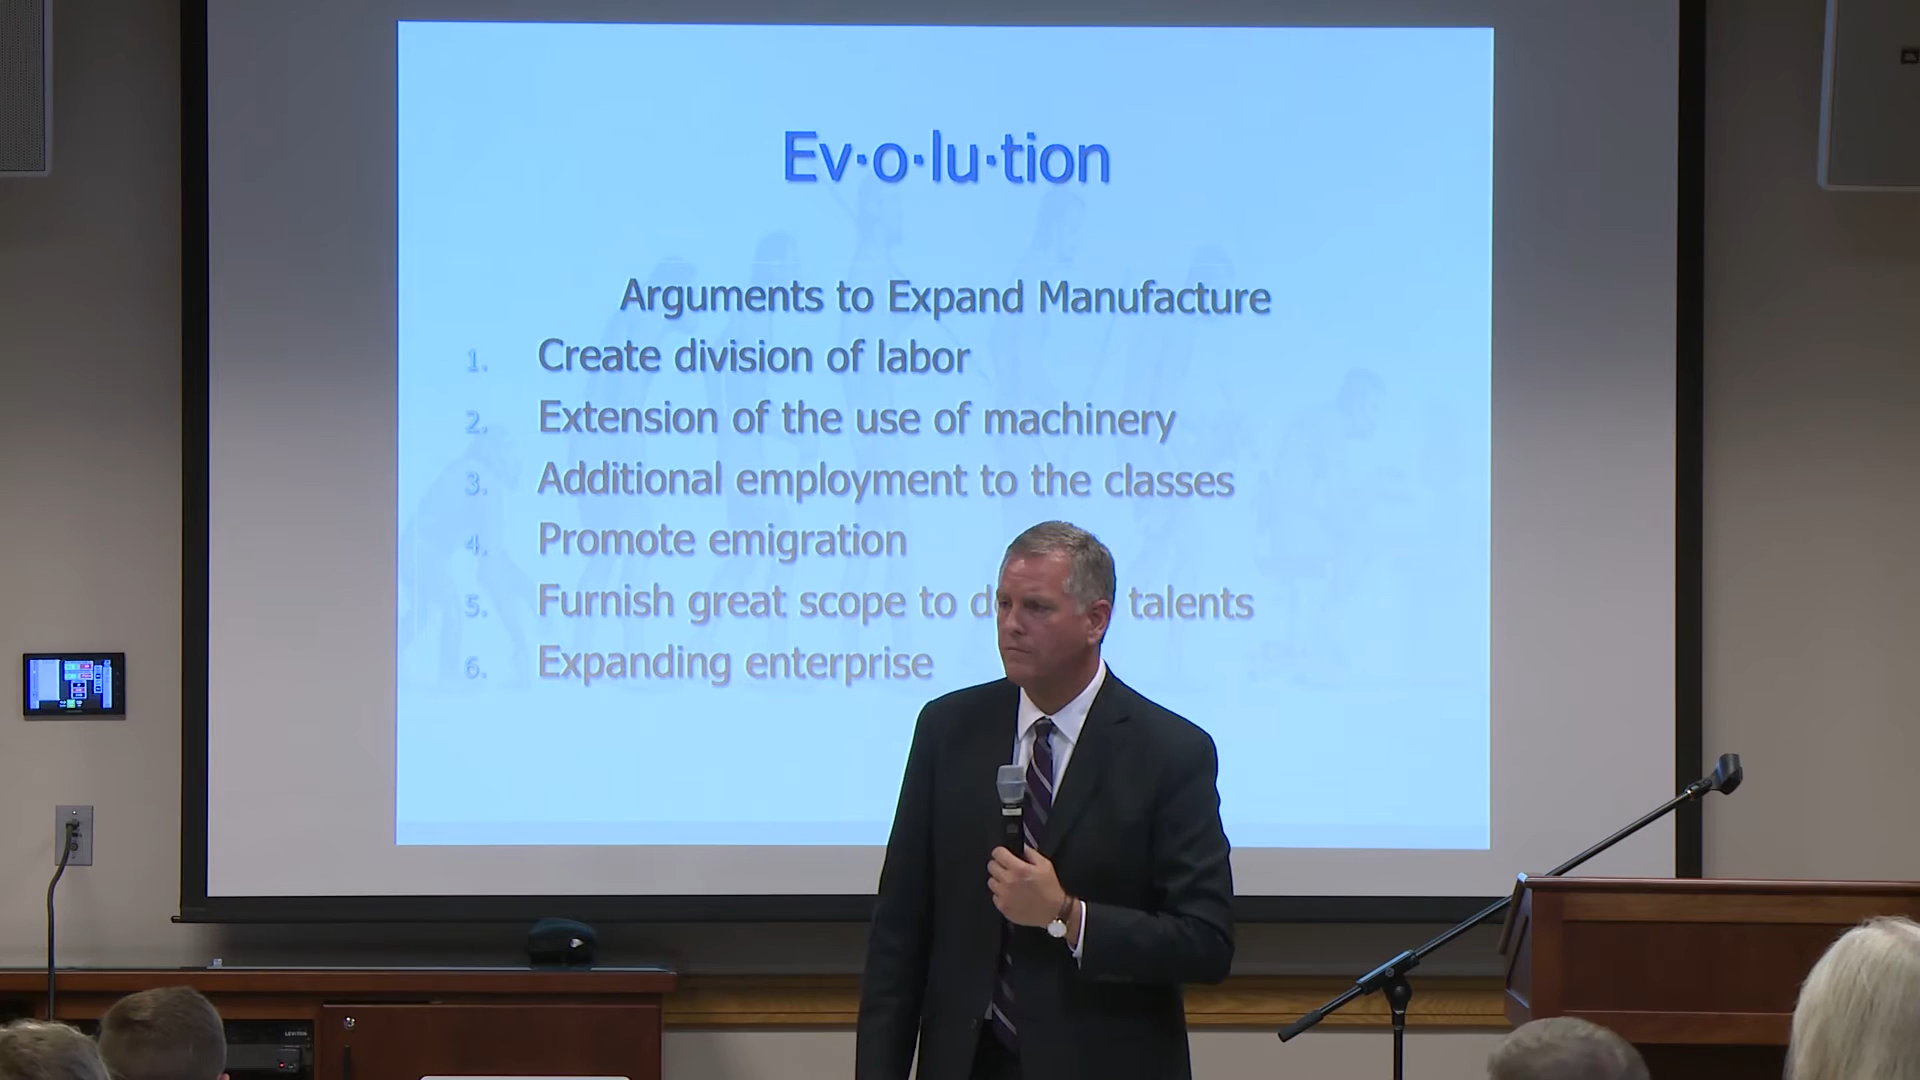 Ev·o·lu·tion
Arguments to Expand Manufacture
1. Create division of labor
2. Extension of the use of machinery
3. Additional employment to the classes
4. Promote emigration
5. Furnish great scope to talents
6. Expanding enterprise
LEVITON